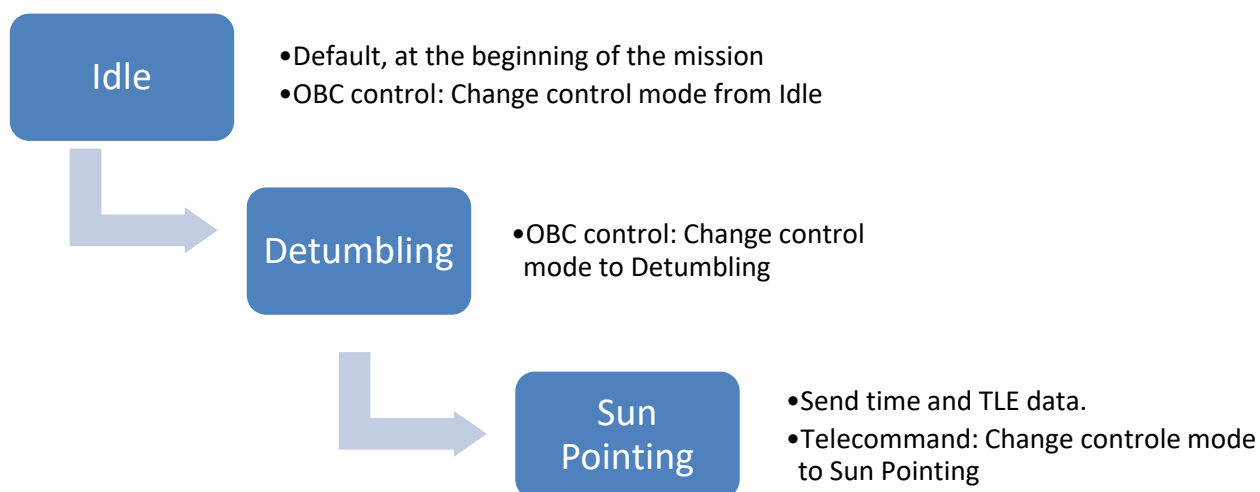 Idle
•Default, at the beginning of the mission
•OBC control: Change control mode from Idle
Detumbling
•OBC control: Change control
mode to Detumbling
Sun
Pointing
•Send time and TLE data.
•Telecommand: Change controle mode
to Sun Pointing